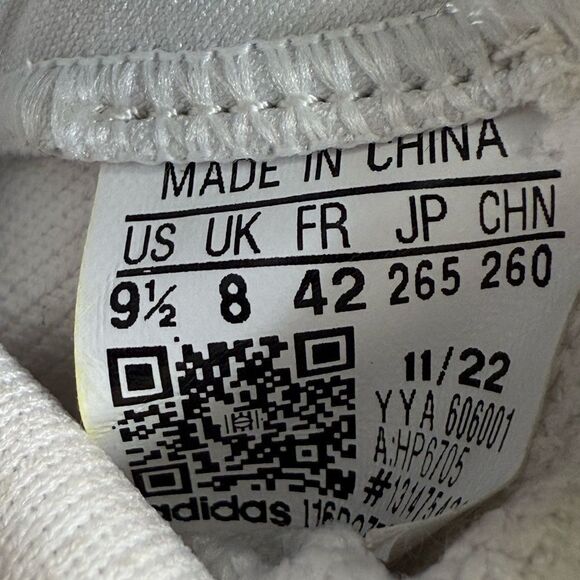 MADE IN CHINA
US UK FR JP CHN
9½ 8 42 265 260
11/22
YYA 606001
A:HP6705
adidas